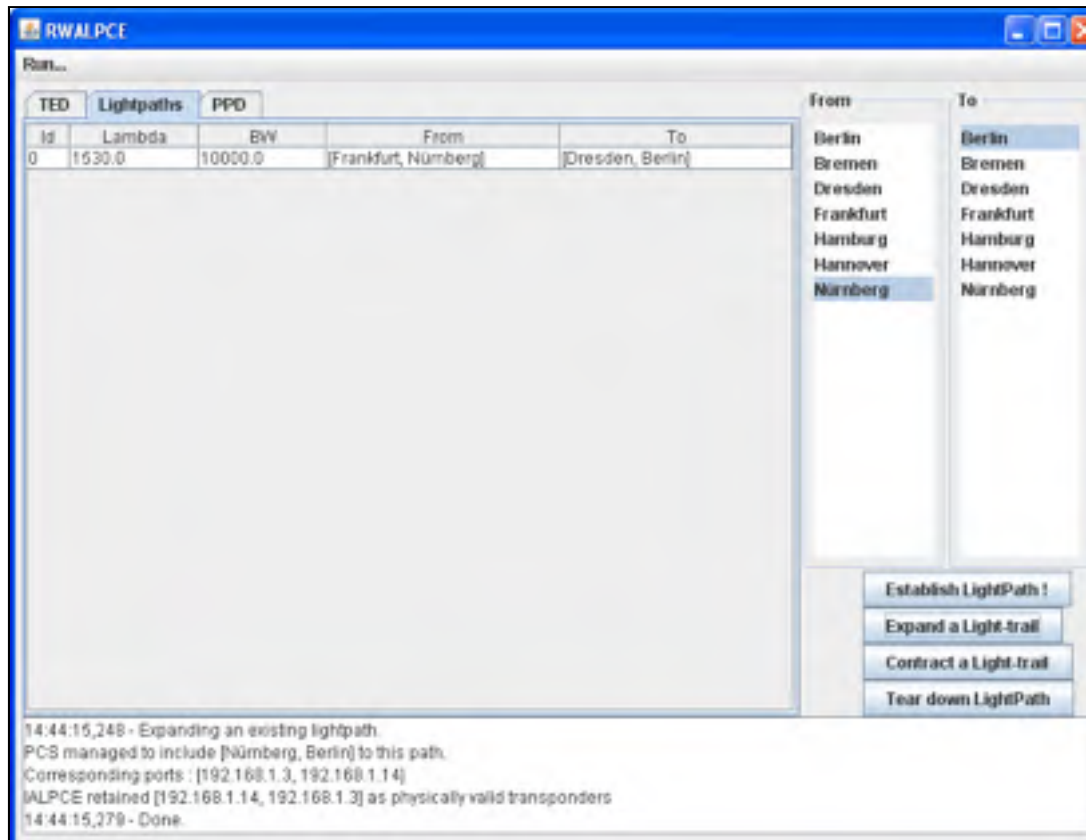 RWALPCE
Run...
TED Lightpaths PPD
Id Lambda BW From To
0 1530.0 10000.0 [Frankfurt, Nürnberg] [Dresden, Berlin]
From
Berlin
Bremen
Dresden
Frankfurt
Hamburg
Hannover
Nürnberg
To
Berlin
Bremen
Dresden
Frankfurt
Hamburg
Hannover
Nürnberg
Establish LightPath !
Expand a Light-trail
Contract a Light-trail
Tear down LightPath
14:44:15,248 - Expanding an existing lightpath.
PCS managed to include [Nürnberg, Berlin] to this path.
Corresponding ports : [192.168.1.3, 192.168.1.14]
IALPCE retained [192.168.1.14, 192.168.1.3] as physically valid transponders
14:44:15,279 - Done.